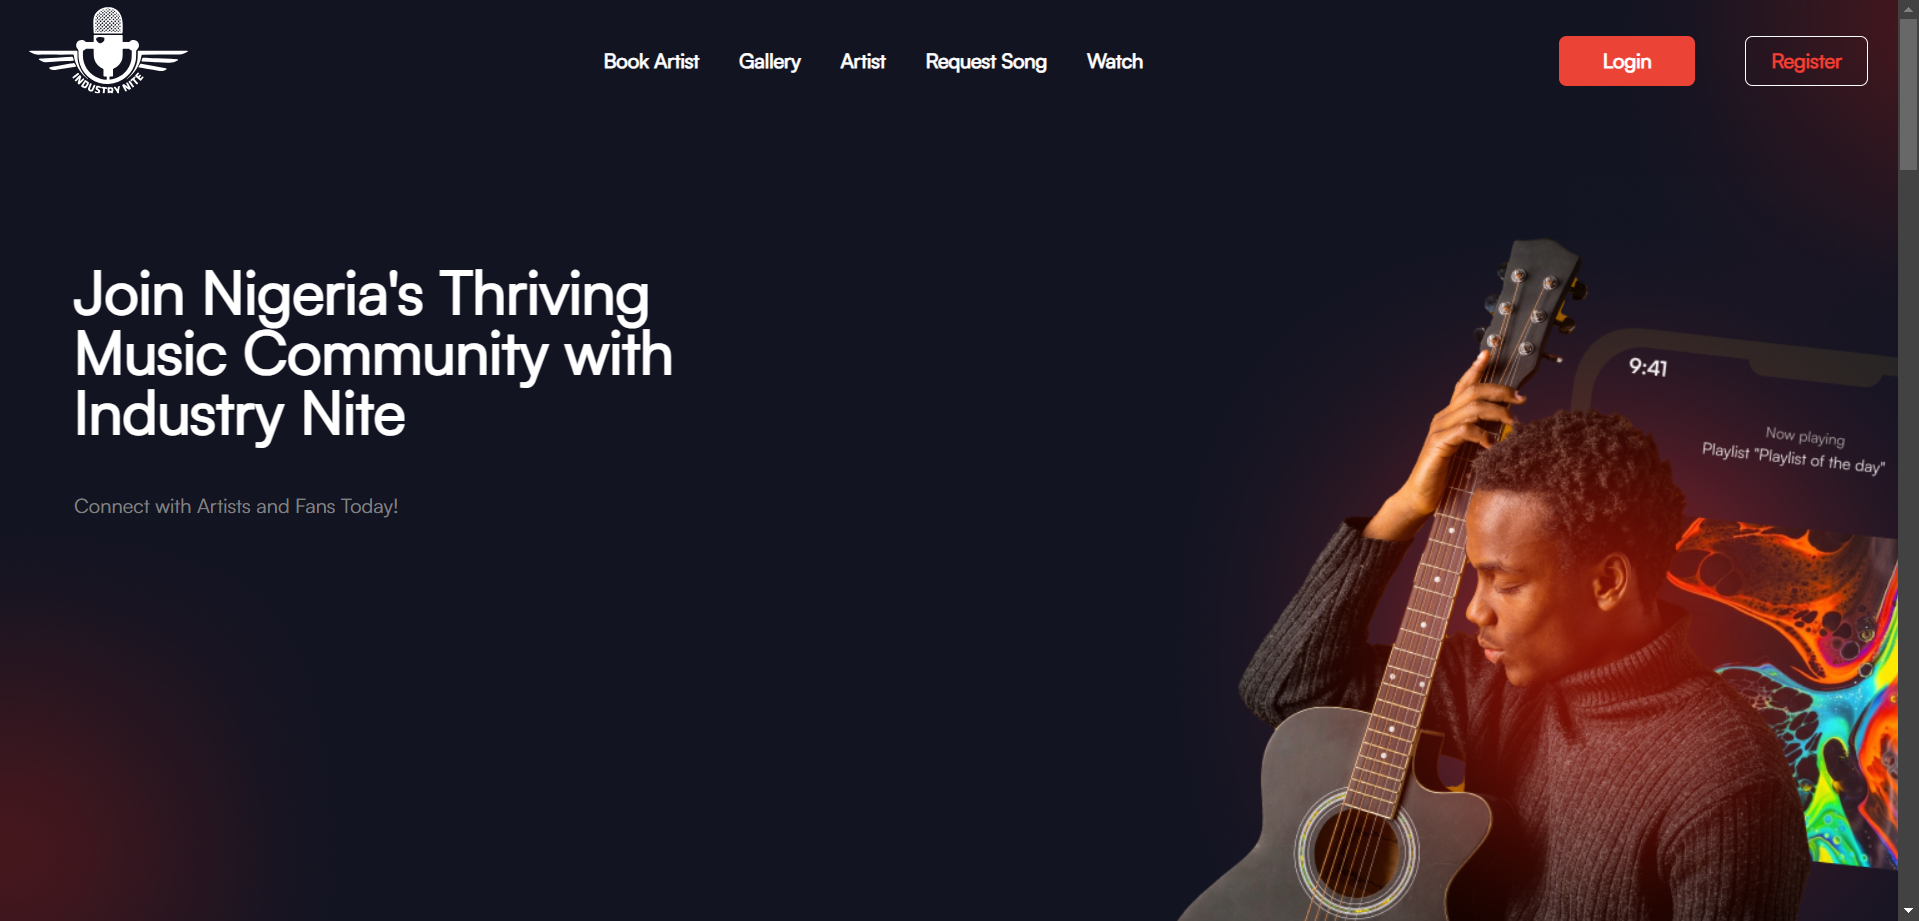 INDUSTRY NITE
Book Artist
Gallery
Artist
Request Song
Watch
Login
Register
Join Nigeria's Thriving
Music Community with
Industry Nite
Connect with Artists and Fans Today!
9:41
Now playing
Playlist "Playlist of the day"